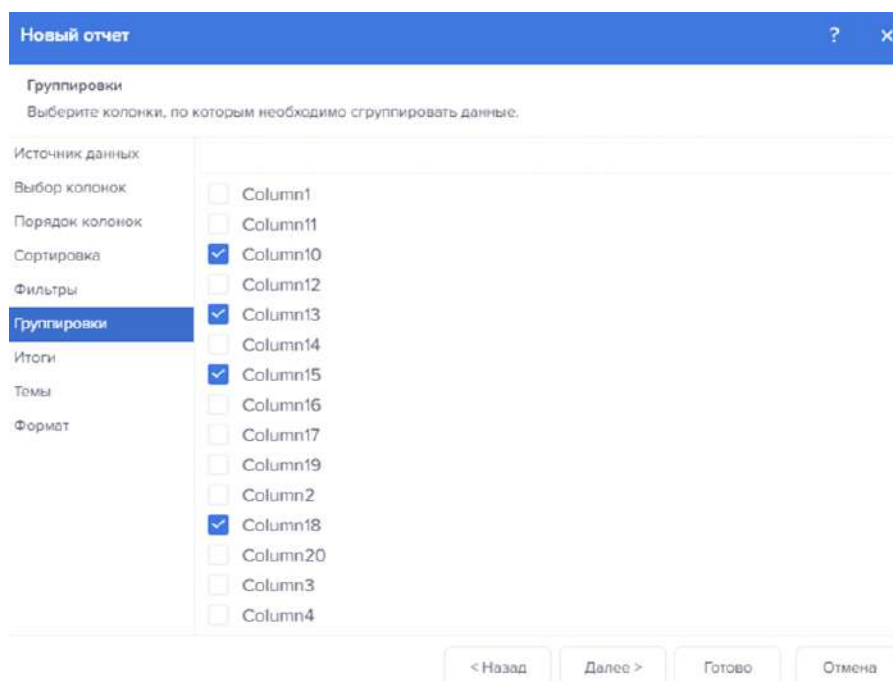 Новый отчет
?
×
Группировки
Выберите колонки, по которым необходимо сгруппировать данные.
Источник данных
Выбор колонок
Порядок колонок
Сортировка
Фильтры
Группировки
Итоги
Темы
Формат
Column1
Column11
Column10
Column12
Column13
Column14
Column15
Column16
Column17
Column19
Column2
Column18
Column20
Column3
Column4
< Назад
Далее >
Готово
Отмена